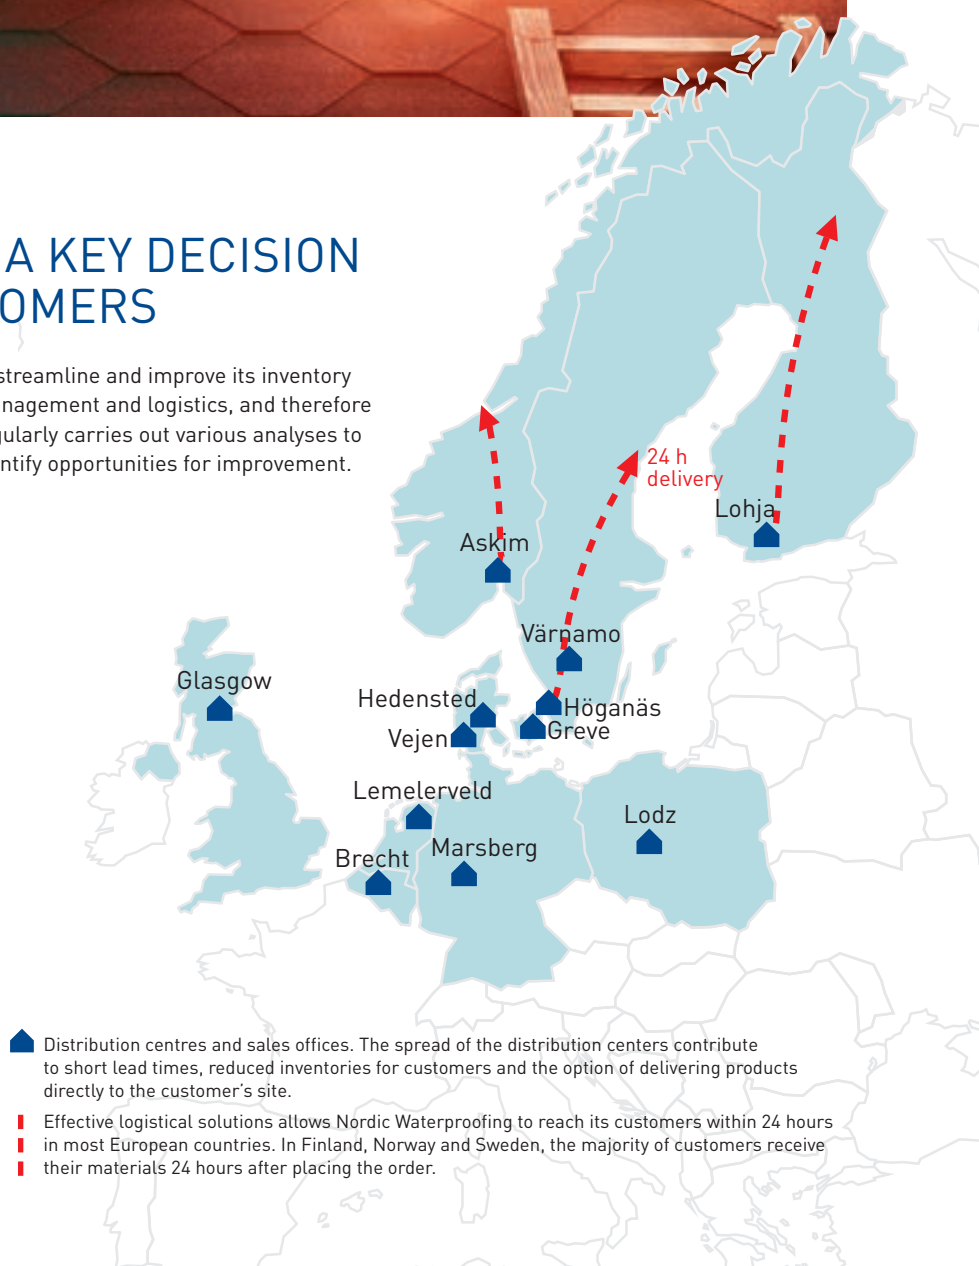 A KEY DECISION
OMERS
streamline and improve its inventory
nagement and logistics, and therefore
gularly carries out various analyses to
ntify opportunities for improvement.
24 h
delivery
Lohja
Askim
Värnamo
Glasgow
Hedensted
Höganäs
Vejen
Greve
Lemelerveld
Lodz
Brecht
Marsberg
Distribution centres and sales offices. The spread of the distribution centers contribute
to short lead times, reduced inventories for customers and the option of delivering products
directly to the customer's site.
Effective logistical solutions allows Nordic Waterproofing to reach its customers within 24 hours
in most European countries. In Finland, Norway and Sweden, the majority of customers receive
their materials 24 hours after placing the order.